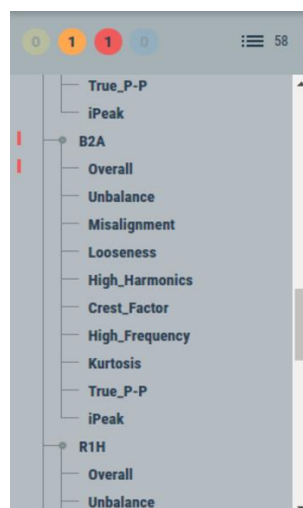 0 1 1 0 58
True_P-P
iPeak
B2A
Overall
Unbalance
Misalignment
Looseness
High_Harmonics
Crest_Factor
High_Frequency
Kurtosis
True_P-P
iPeak
R1H
Overall
Unbalance